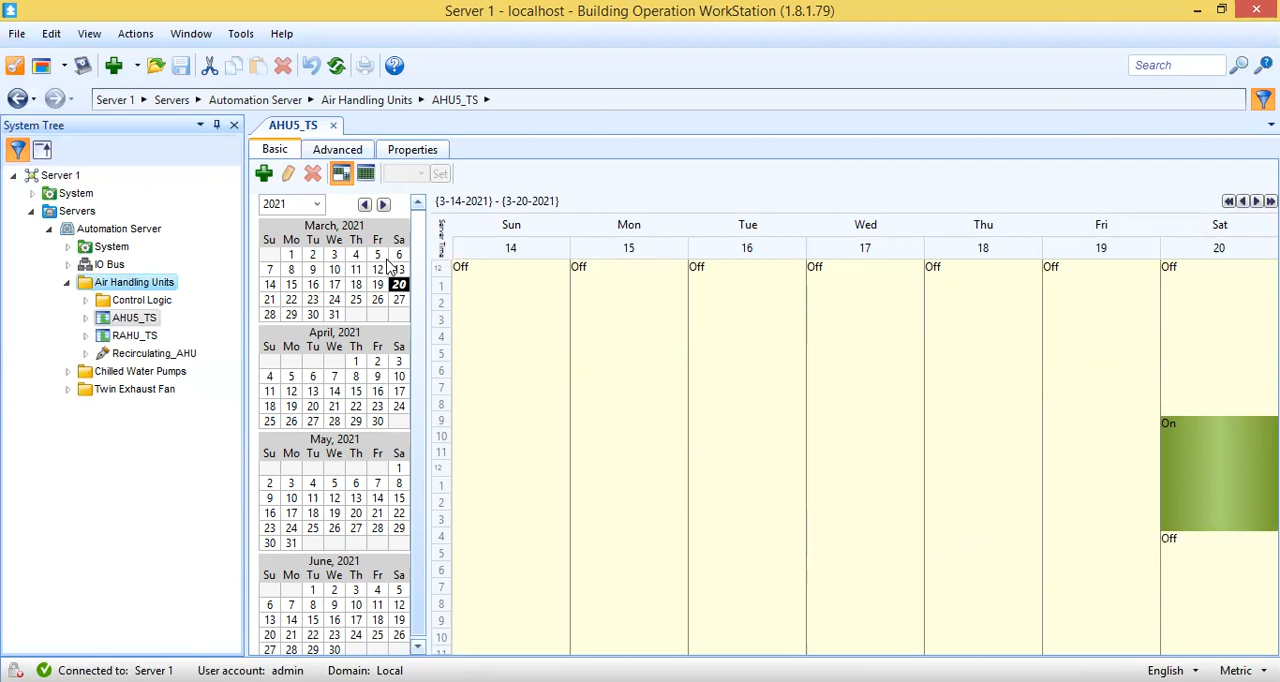 Server 1 - localhost - Building Operation WorkStation (1.8.1.79)
File Edit View Actions Window Tools Help
Search
Server 1 Servers Automation Server Air Handling Units AHU5_TS
System Tree
Server 1
System
Servers
Automation Server
System
IO Bus
Air Handling Units
Control Logic
AHU5_TS
RAHU_TS
Recirculating_AHU
Chilled Water Pumps
Twin Exhaust Fan
AHU5_TS
Basic Advanced Properties
Set
2021
March, 2021
Su Mo Tu We Th Fr Sa
1 2 3 4 5 6
7 8 9 10 11 12 13
14 15 16 17 18 19 20
21 22 23 24 25 26 27
28 29 30 31
April, 2021
Su Mo Tu We Th Fr Sa
1 2 3
4 5 6 7 8 9 10
11 12 13 14 15 16 17
18 19 20 21 22 23 24
25 26 27 28 29 30
May, 2021
Su Mo Tu We Th Fr Sa
1
2 3 4 5 6 7 8
9 10 11 12 13 14 15
16 17 18 19 20 21 22
23 24 25 26 27 28 29
30 31
June, 2021
Su Mo Tu We Th Fr Sa
1 2 3 4 5
6 7 8 9 10 11 12
13 14 15 16 17 18 19
20 21 22 23 24 25 26
27 28 29 30
{3-14-2021} - {3-20-2021}
Server Time
Sun Mon Tue Wed Thu Fri Sat
14 15 16 17 18 19 20
12 Off Off Off Off Off Off Off
1
2
3
4
5
6
7
8
9 On
10
11
12
1
2
3
4 Off
5
6
7
8
9
10
11
Connected to: Server 1 User account: admin Domain: Local English Metric